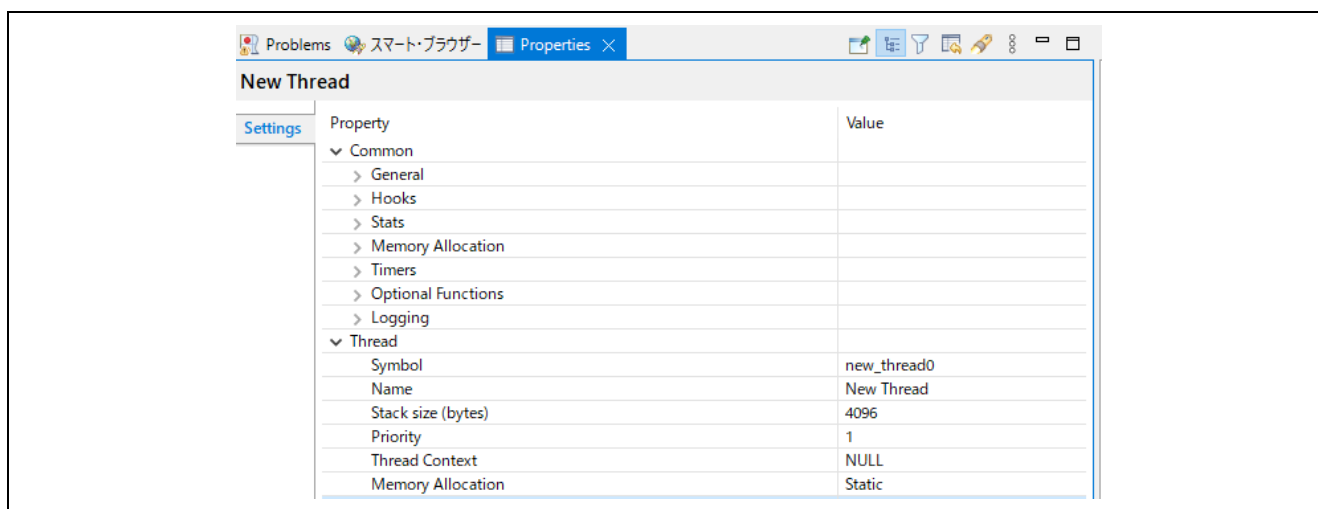 Problems スマート・ブラウザー Properties
New Thread
Settings Property Value
Common
General
Hooks
Stats
Memory Allocation
Timers
Optional Functions
Logging
Thread
Symbol new_thread0
Name New Thread
Stack size (bytes) 4096
Priority 1
Thread Context NULL
Memory Allocation Static